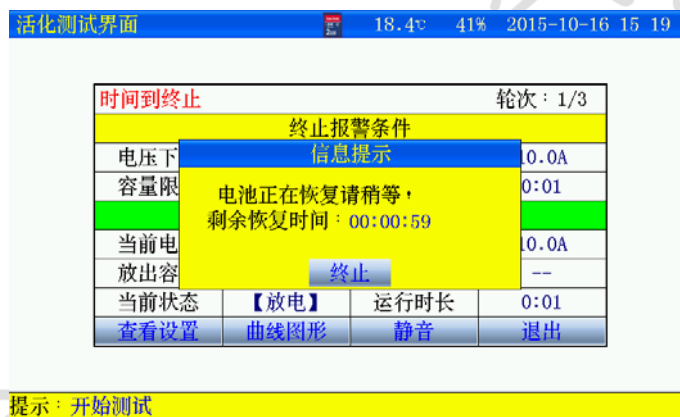 活化测试界面 18.4℃ 41% 2015-10-16 15 19
时间到终止 轮次：1/3
终止报警条件
电压下 10.0A
信息提示
容量限 0:01
电池正在恢复请稍等！
剩余恢复时间：00:00:59
当前电 10.0A
终止
放出容 --
当前状态 【放电】 运行时长 0:01
查看设置 曲线图形 静音 退出
提示：开始测试